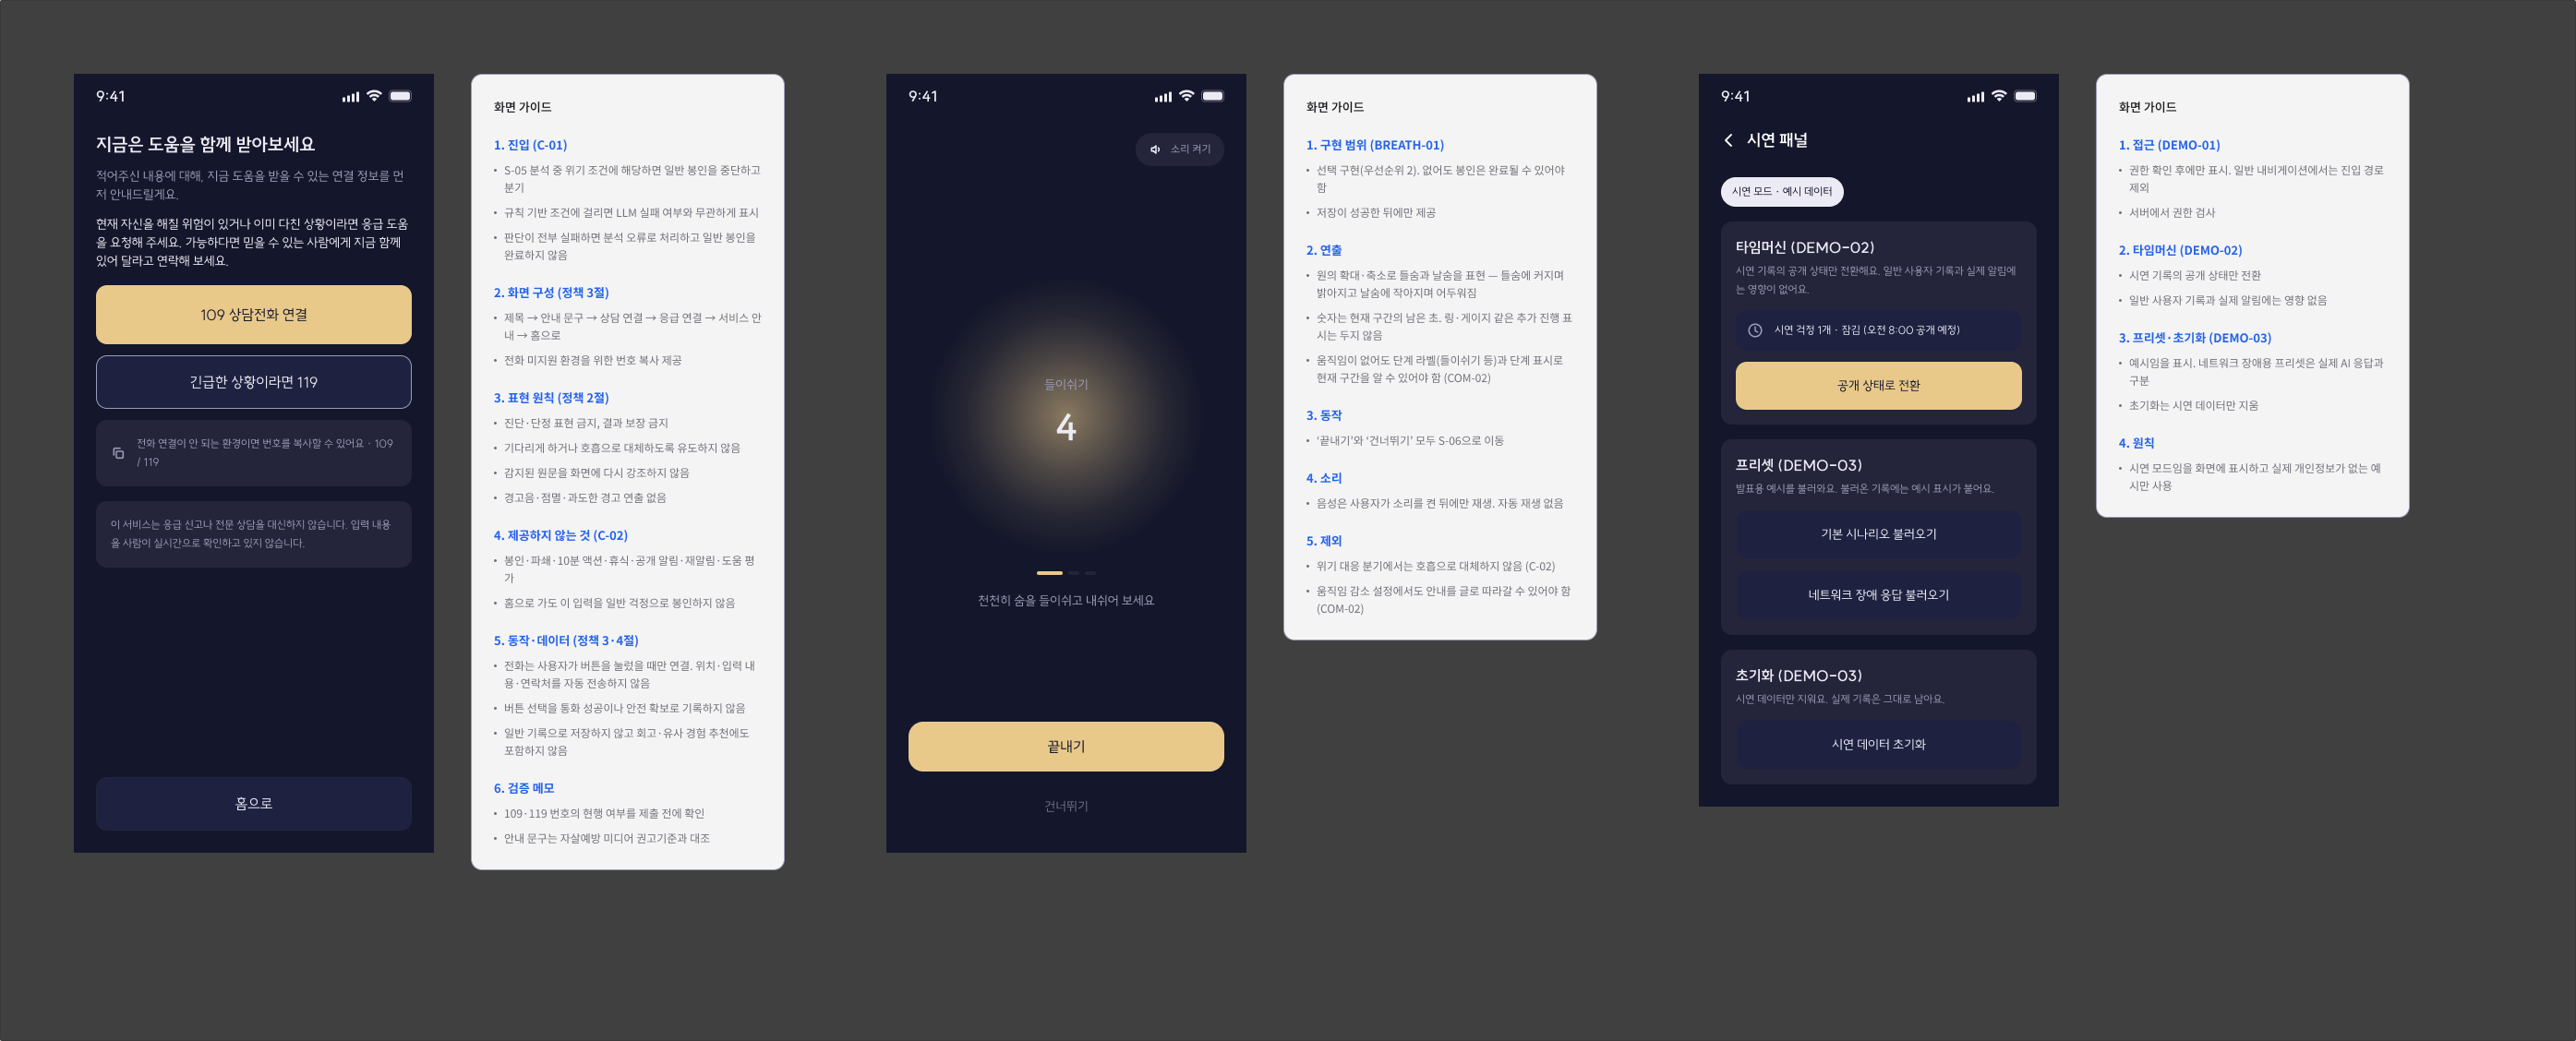 9:41
지금은 도움을 함께 받아보세요
적어주신 내용에 대해, 지금 도움을 받을 수 있는 연결 정보를 먼
저 안내드릴게요.
현재 자신을 해칠 위험이 있거나 이미 다친 상황이라면 응급 도움
을 요청해 주세요. 가능하다면 믿을 수 있는 사람에게 지금 함께
있어 달라고 연락해 보세요.
109 상담전화 연결
긴급한 상황이라면 119
전화 연결이 안 되는 환경이면 번호를 복사할 수 있어요 · 109
/ 119
이 서비스는 응급 신고나 전문 상담을 대신하지 않습니다. 입력 내용
을 사람이 실시간으로 확인하고 있지 않습니다.
홈으로
화면 가이드
1. 진입 (C-01)
• S-05 분석 중 위기 조건에 해당하면 일반 봉인을 중단하고
분기
• 규칙 기반 조건에 걸리면 LLM 실패 여부와 무관하게 표시
• 판단이 전부 실패하면 분석 오류로 처리하고 일반 봉인을
완료하지 않음
2. 화면 구성 (정책 3절)
• 제목 → 안내 문구 → 상담 연결 → 응급 연결 → 서비스 안
내 → 홈으로
• 전화 미지원 환경을 위한 번호 복사 제공
3. 표현 원칙 (정책 2절)
• 진단·단정 표현 금지, 결과 보장 금지
• 기다리게 하거나 호흡으로 대체하도록 유도하지 않음
• 감지된 원문을 화면에 다시 강조하지 않음
• 경고음·점멸·과도한 경고 연출 없음
4. 제공하지 않는 것 (C-02)
• 봉인·파쇄·10분 액션·휴식·공개 알림·재알림·도움 평
가
• 홈으로 가도 이 입력을 일반 걱정으로 봉인하지 않음
5. 동작·데이터 (정책 3·4절)
• 전화는 사용자가 버튼을 눌렀을 때만 연결. 위치·입력 내
용·연락처를 자동 전송하지 않음
• 버튼 선택을 통화 성공이나 안전 확보로 기록하지 않음
• 일반 기록으로 저장하지 않고 회고·유사 경험 추천에도
포함하지 않음
6. 검증 메모
• 109·119 번호의 현행 여부를 제출 전에 확인
• 안내 문구는 자살예방 미디어 권고기준과 대조
9:41
소리 켜기
들이쉬기
4
천천히 숨을 들이쉬고 내쉬어 보세요
끝내기
건너뛰기
화면 가이드
1. 구현 범위 (BREATH-01)
• 선택 구현(우선순위 2). 없어도 봉인은 완료될 수 있어야
함
• 저장이 성공한 뒤에만 제공
2. 연출
• 원의 확대·축소로 들숨과 날숨을 표현 — 들숨에 커지며
밝아지고 날숨에 작아지며 어두워짐
• 숫자는 현재 구간의 남은 초. 링·게이지 같은 추가 진행 표
시는 두지 않음
• 움직임이 없어도 단계 라벨(들이쉬기 등)과 단계 표시로
현재 구간을 알 수 있어야 함 (COM-02)
3. 동작
• ‘끝내기’와 ‘건너뛰기’ 모두 S-06으로 이동
4. 소리
• 음성은 사용자가 소리를 켠 뒤에만 재생. 자동 재생 없음
5. 제외
• 위기 대응 분기에서는 호흡으로 대체하지 않음 (C-02)
• 움직임 감소 설정에서도 안내를 글로 따라갈 수 있어야 함
(COM-02)
9:41
시연 패널
시연 모드 · 예시 데이터
타임머신 (DEMO-02)
시연 기록의 공개 상태만 전환해요. 일반 사용자 기록과 실제 알림에
는 영향이 없어요.
시연 걱정 1개 · 잠김 (오전 8:00 공개 예정)
공개 상태로 전환
프리셋 (DEMO-03)
발표용 예시를 불러와요. 불러온 기록에는 예시 표시가 붙어요.
기본 시나리오 불러오기
네트워크 장애 응답 불러오기
초기화 (DEMO-03)
시연 데이터만 지워요. 실제 기록은 그대로 남아요.
시연 데이터 초기화
화면 가이드
1. 접근 (DEMO-01)
• 권한 확인 후에만 표시. 일반 내비게이션에서는 진입 경로
제외
• 서버에서 권한 검사
2. 타임머신 (DEMO-02)
• 시연 기록의 공개 상태만 전환
• 일반 사용자 기록과 실제 알림에는 영향 없음
3. 프리셋·초기화 (DEMO-03)
• 예시임을 표시. 네트워크 장애용 프리셋은 실제 AI 응답과
구분
• 초기화는 시연 데이터만 지움
4. 원칙
• 시연 모드임을 화면에 표시하고 실제 개인정보가 없는 예
시만 사용